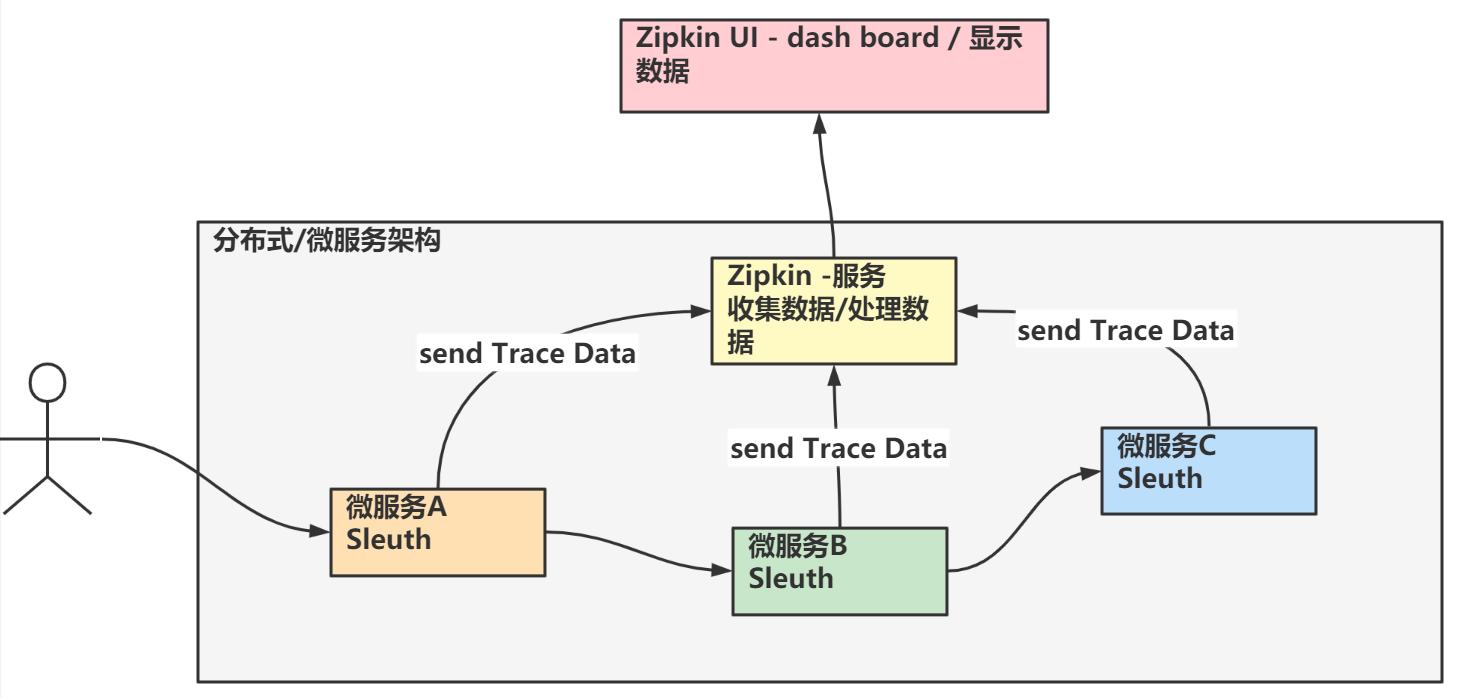 Zipkin UI - dash board / 显示
数据
分布式/微服务架构
Zipkin -服务
收集数据/处理数
据
send Trace Data
send Trace Data
send Trace Data
微服务A
Sleuth
微服务B
Sleuth
微服务C
Sleuth